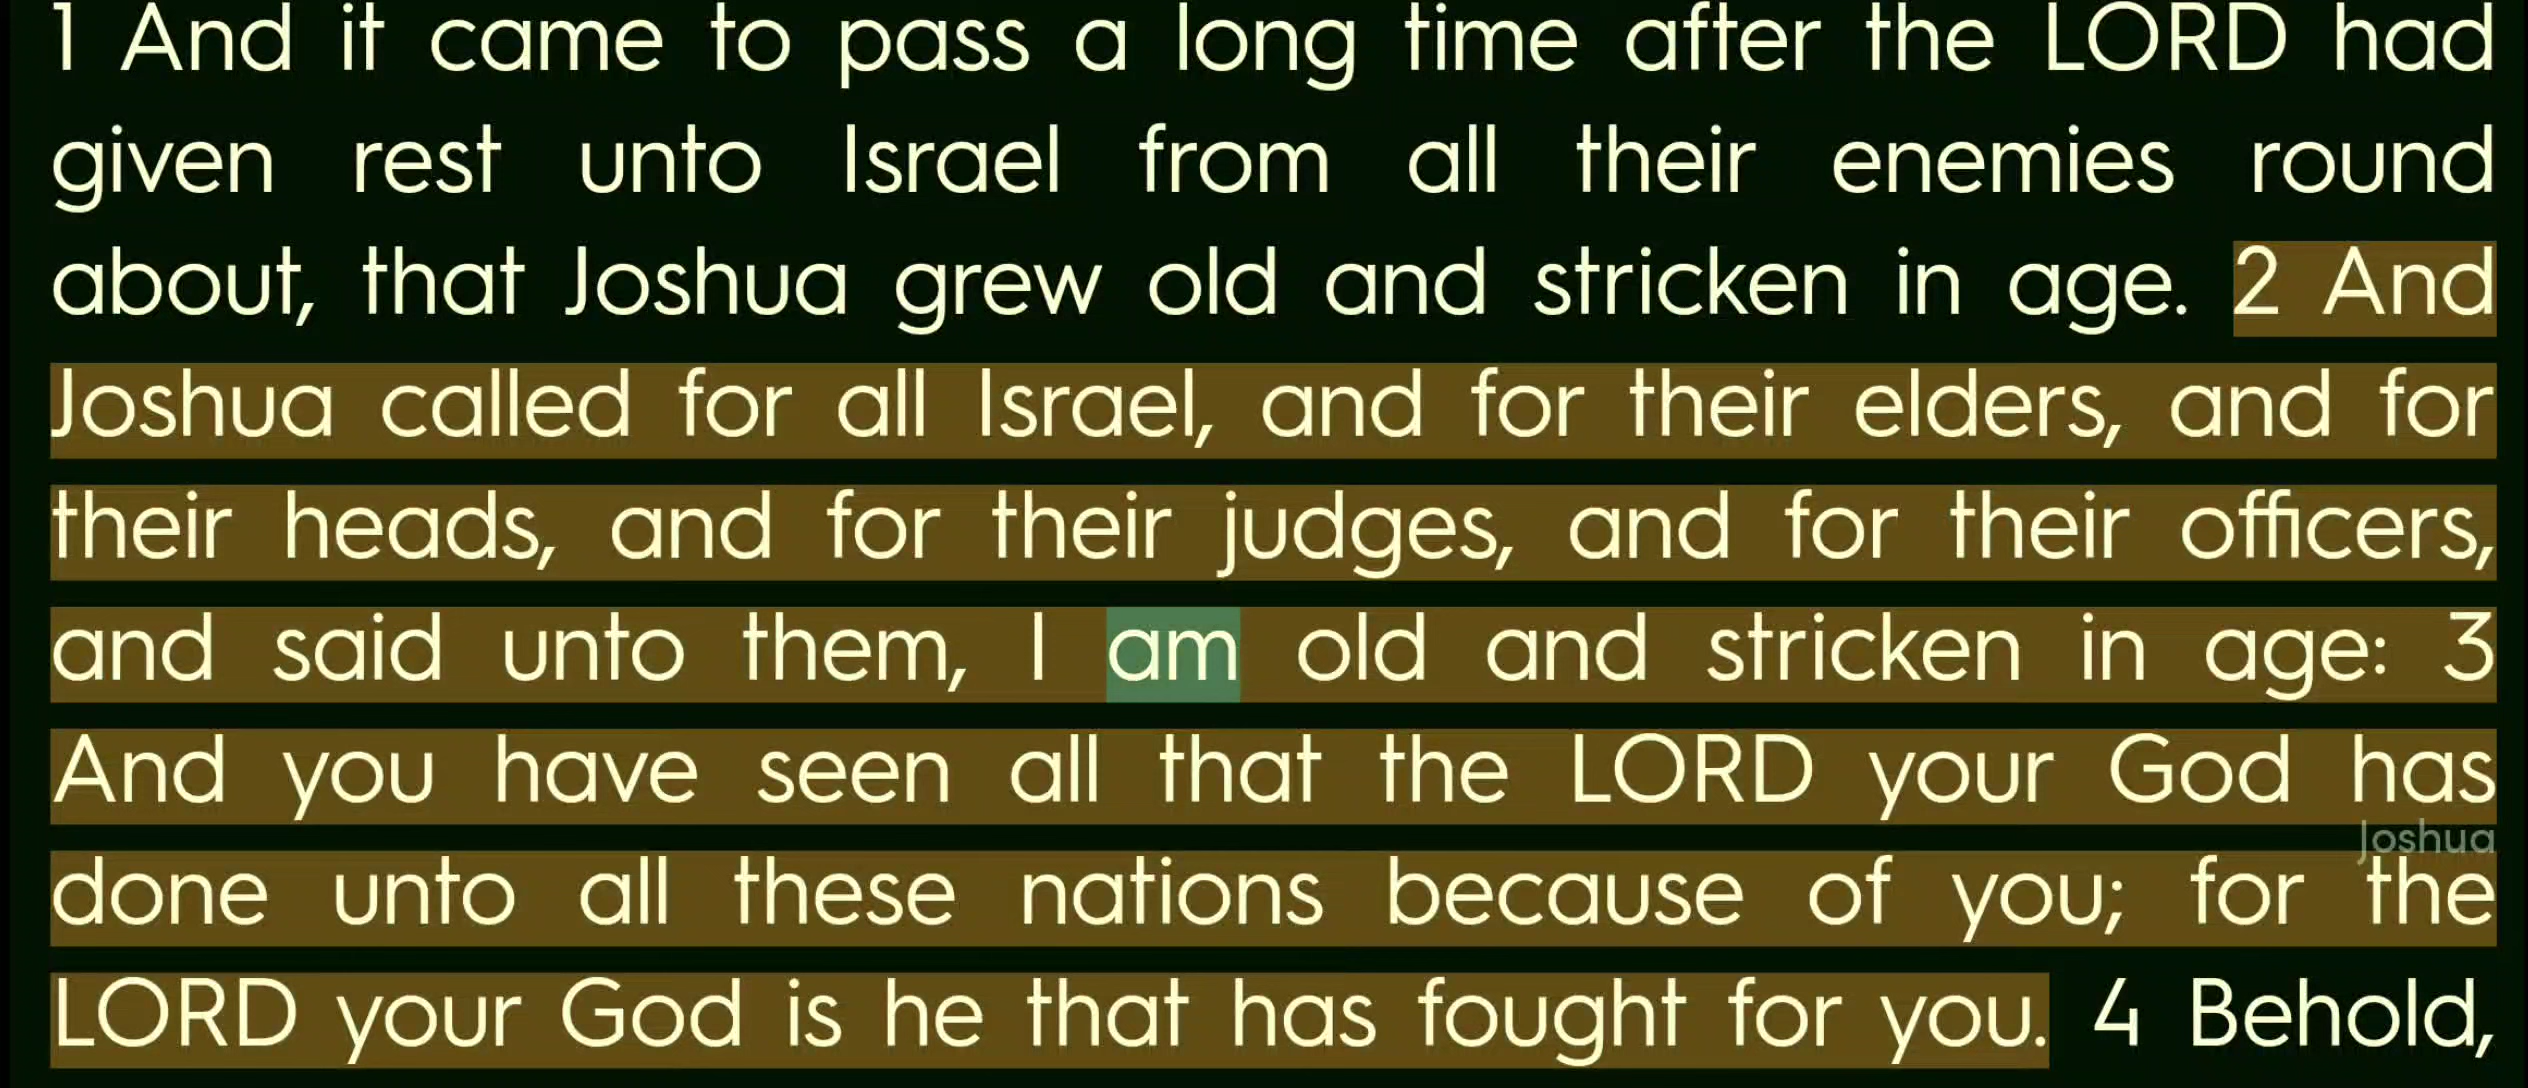 1 And it came to pass a long time after the LORD had
given rest unto Israel from all their enemies round
about, that Joshua grew old and stricken in age. 2 And
Joshua called for all Israel, and for their elders, and for
their heads, and for their judges, and for their officers,
and said unto them, I am old and stricken in age: 3
And you have seen all that the LORD your God has
Joshua
done unto all these nations because of you; for the
LORD your God is he that has fought for you. 4 Behold,